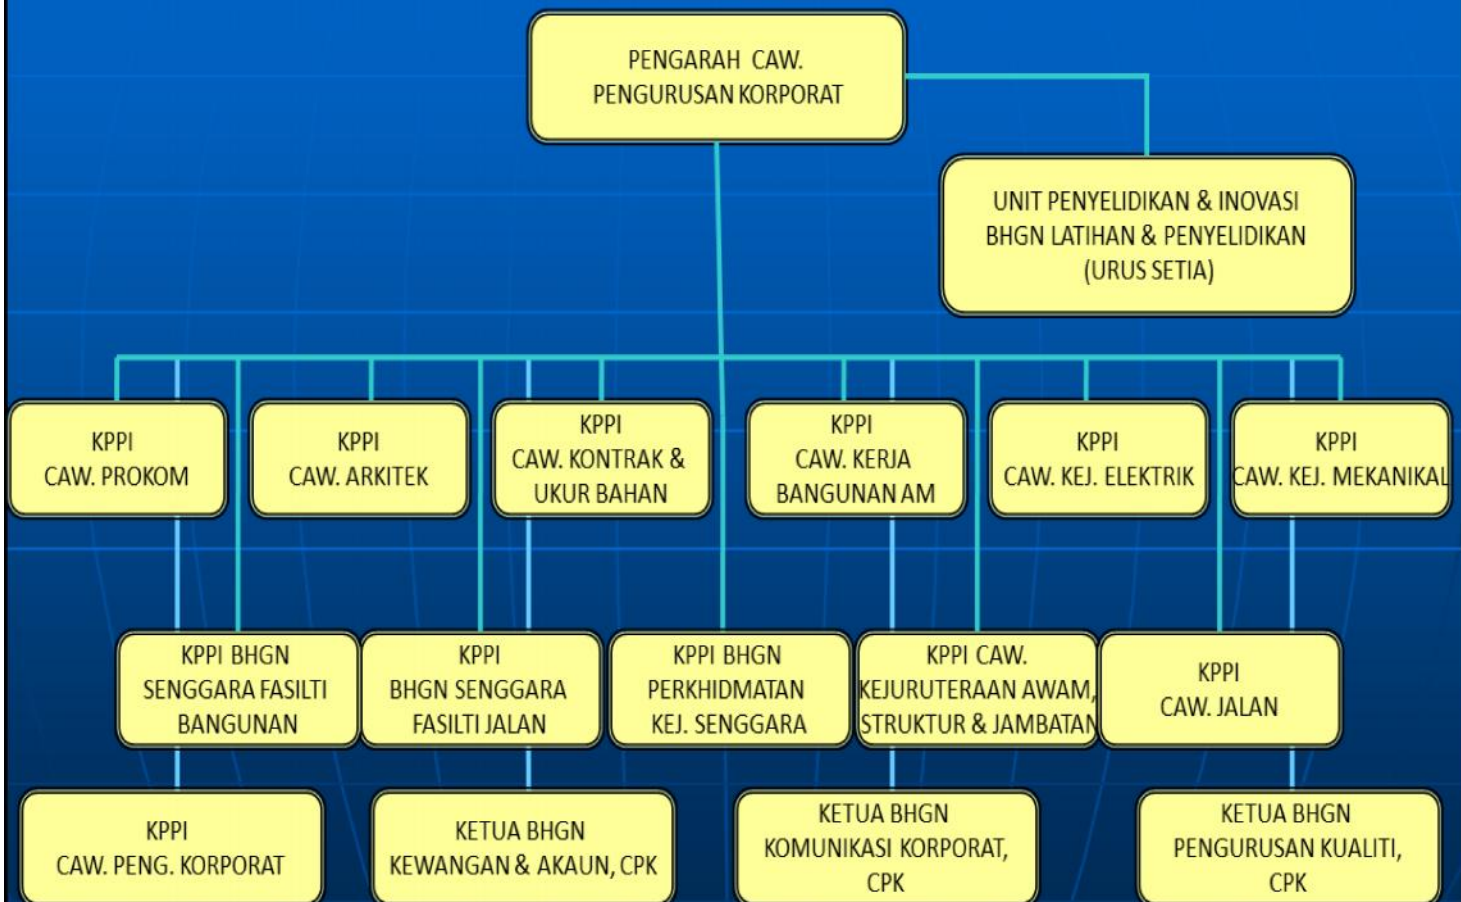 PENGARAH CAW.
PENGURUSAN KORPORAT
UNIT PENYELIDIKAN & INOVASI
BHGN LATIHAN & PENYELIDIKAN
(URUS SETIA)
KPPI
CAW. PROKOM
KPPI
CAW. ARKITEK
KPPI
CAW. KONTRAK &
UKUR BAHAN
KPPI
CAW. KERJA
BANGUNAN AM
KPPI
CAW. KEJ. ELEKTRIK
KPPI
CAW. KEJ. MEKANIKAL
KPPI BHGN
SENGGARA FASILTI
BANGUNAN
KPPI
BHGN SENGGARA
FASILTI JALAN
KPPI BHGN
PERKHIDMATAN
KEJ. SENGGARA
KPPI CAW.
KEJURUTERAAN AWAM,
STRUKTUR & JAMBATAN
KPPI
CAW. JALAN
KPPI
CAW. PENG. KORPORAT
KETUA BHGN
KEWANGAN & AKAUN, CPK
KETUA BHGN
KOMUNIKASI KORPORAT,
CPK
KETUA BHGN
PENGURUSAN KUALITI,
CPK